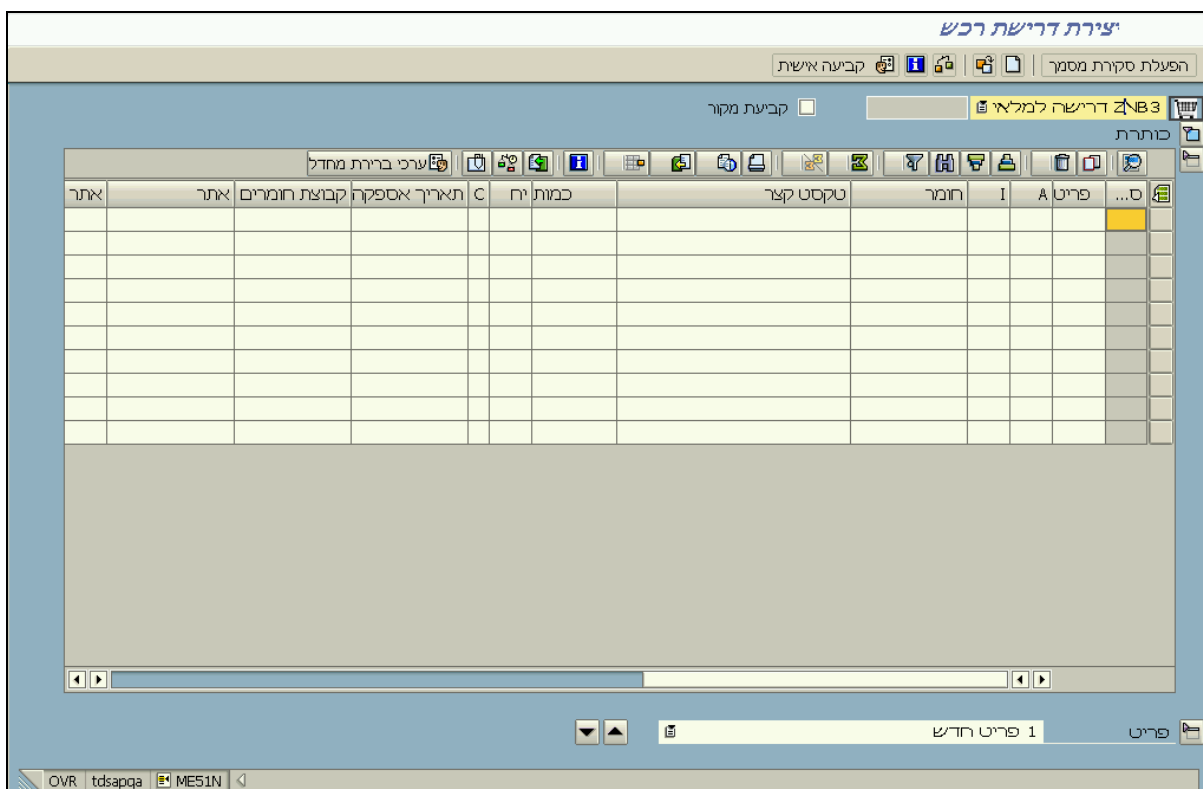 יצירת דרישת רכש
הפעלת סקירת מסמך קביעה אישית
ZNB3 דרישה למלאי קביעת מקור
כותרת
ערכי ברירת מחדל
ס... פריט A I חומר טקסט קצר כמות יח C תאריך אספקה קבוצת חומרים אתר אתר
פריט 1 פריט חדש
ME51N tdsapqa OVR